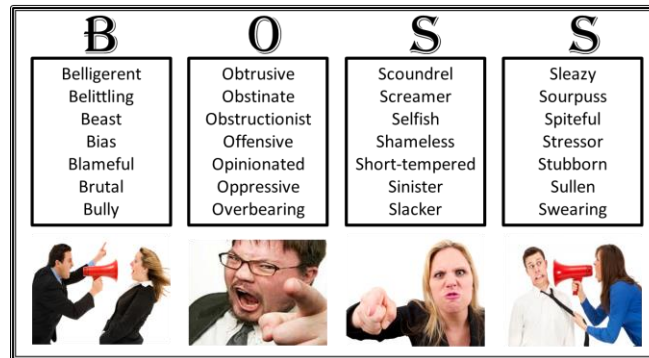 B O S S
Belligerent
Belittling
Beast
Bias
Blameful
Brutal
Bully
Obtrusive
Obstinate
Obstructionist
Offensive
Opinionated
Oppressive
Overbearing
Scoundrel
Screamer
Selfish
Shameless
Short-tempered
Sinister
Slacker
Sleazy
Sourpuss
Spiteful
Stressor
Stubborn
Sullen
Swearing